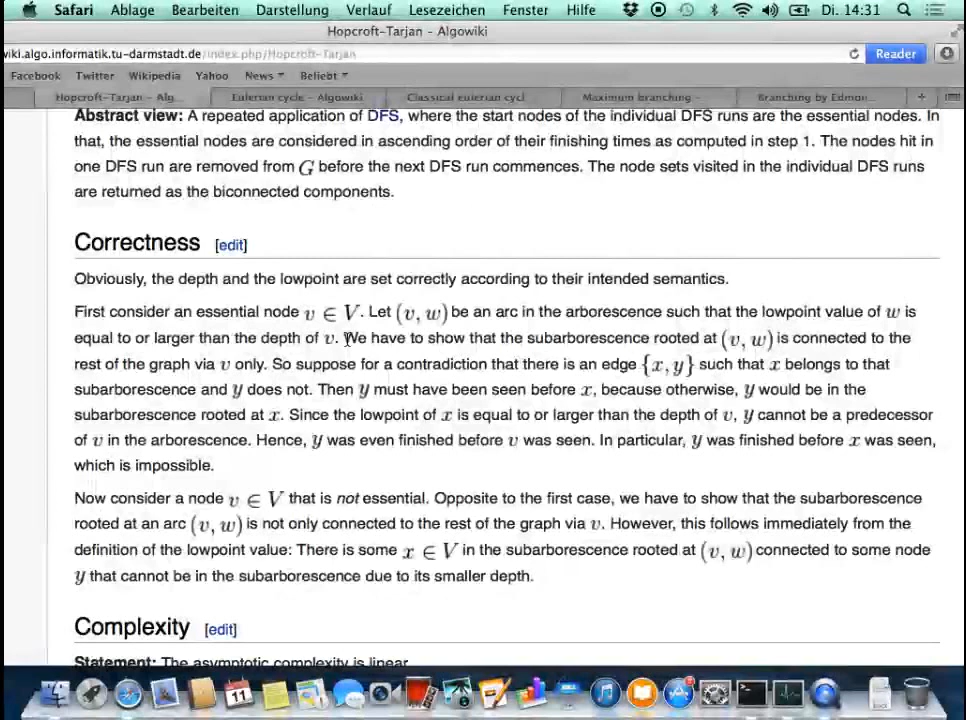 Safari Ablage Bearbeiten Darstellung Verlauf Lesezeichen Fenster Hilfe Di. 14:31
Hopcroft-Tarjan - Algowiki
wiki.algo.informatik.tu-darmstadt.de/index.php/Hopcroft-Tarjan Reader
Facebook Twitter Wikipedia Yahoo News Beliebt
Hopcroft-Tarjan - Alg... Eulerian cycle - Algowiki Classical eulerian cycl... Maximum branching - ... Branching by Edmon... +
Abstract view: A repeated application of DFS, where the start nodes of the individual DFS runs are the essential nodes. In
that, the essential nodes are considered in ascending order of their finishing times as computed in step 1. The nodes hit in
one DFS run are removed from G before the next DFS run commences. The node sets visited in the individual DFS runs
are returned as the biconnected components.
Correctness [edit]
Obviously, the depth and the lowpoint are set correctly according to their intended semantics.
First consider an essential node v ∈ V. Let (v, w) be an arc in the arborescence such that the lowpoint value of w is
equal to or larger than the depth of v. We have to show that the subarborescence rooted at (v, w) is connected to the
rest of the graph via v only. So suppose for a contradiction that there is an edge {x, y} such that x belongs to that
subarborescence and y does not. Then y must have been seen before x, because otherwise, y would be in the
subarborescence rooted at x. Since the lowpoint of x is equal to or larger than the depth of v, y cannot be a predecessor
of v in the arborescence. Hence, y was even finished before v was seen. In particular, y was finished before x was seen,
which is impossible.
Now consider a node v ∈ V that is not essential. Opposite to the first case, we have to show that the subarborescence
rooted at an arc (v, w) is not only connected to the rest of the graph via v. However, this follows immediately from the
definition of the lowpoint value: There is some x ∈ V in the subarborescence rooted at (v, w) connected to some node
y that cannot be in the subarborescence due to its smaller depth.
Complexity [edit]
Statement: The asymptotic complexity is linear
11